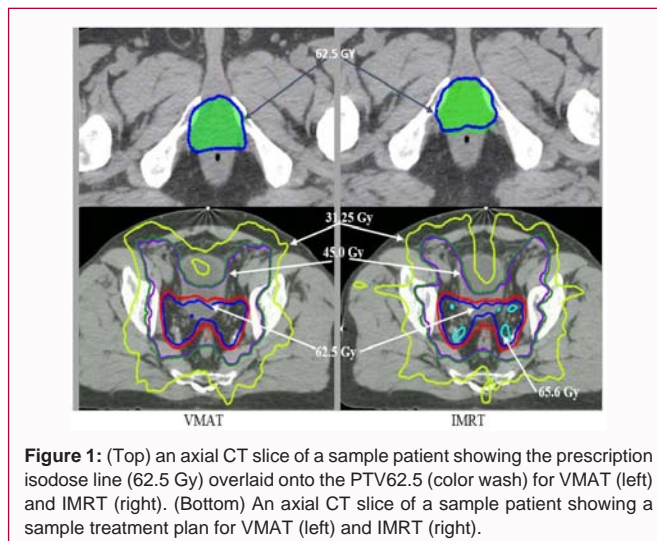 62.5 GY
31.25 Gy
45.0 Gy
62.5 Gy
65.6 Gy
VMAT
IMRT
Figure 1: (Top) an axial CT slice of a sample patient showing the prescription
isodose line (62.5 Gy) overlaid onto the PTV62.5 (color wash) for VMAT (left)
and IMRT (right). (Bottom) An axial CT slice of a sample patient showing a
sample treatment plan for VMAT (left) and IMRT (right).